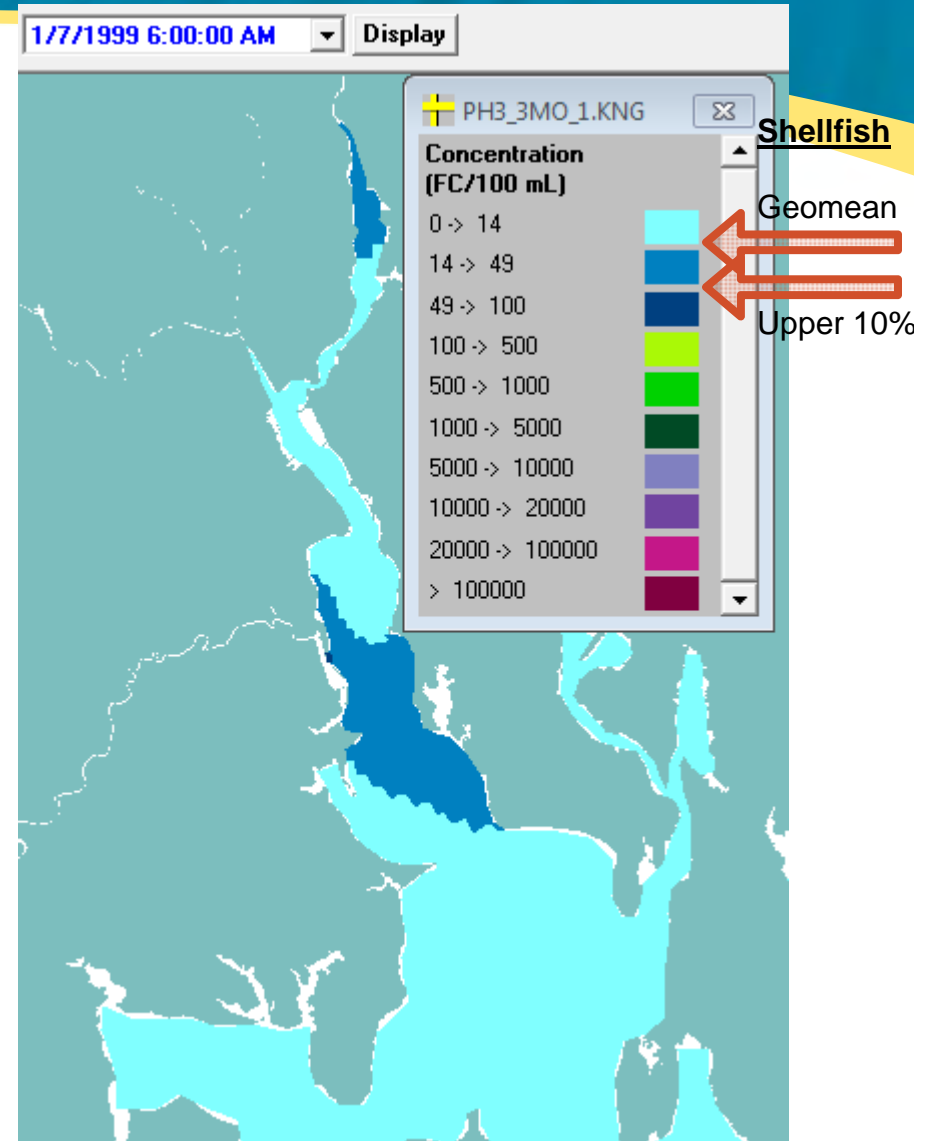 1/7/1999 6:00:00 AM Display
PH3_3MO_1.KNG
Shellfish
Concentration
(FC/100 mL)
Geomean
0 -> 14
14 -> 49
49 -> 100
Upper 10%
100 -> 500
500 -> 1000
1000 -> 5000
5000 -> 10000
10000 -> 20000
20000 -> 100000
> 100000